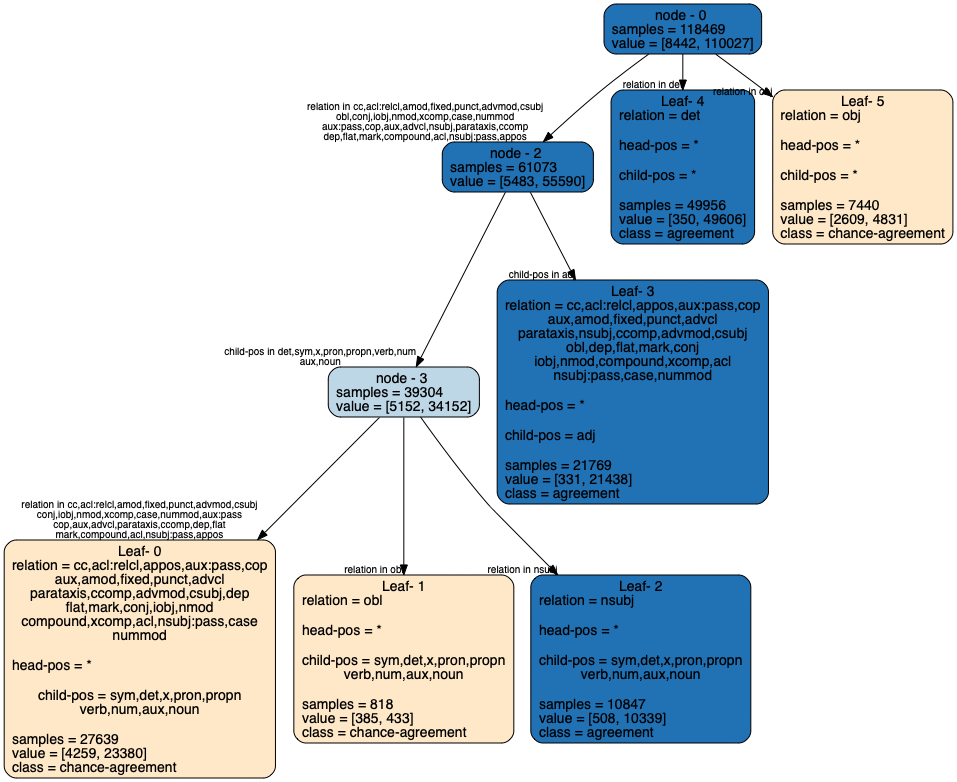 node - 0
samples = 118469
value = [8442, 110027]
relation in det
relation in obj
relation in cc,acl:relcl,amod,fixed,punct,advmod,csubj
obl,conj,iobj,nmod,xcomp,case,nummod
aux:pass,cop,aux,advcl,nsubj,parataxis,ccomp
dep,flat,mark,compound,acl,nsubj:pass,appos
Leaf- 4
relation = det
head-pos = *
child-pos = *
samples = 49956
value = [350, 49606]
class = agreement
Leaf- 5
relation = obj
head-pos = *
child-pos = *
samples = 7440
value = [2609, 4831]
class = chance-agreement
node - 2
samples = 61073
value = [5483, 55590]
child-pos in adj
Leaf- 3
relation = cc,acl:relcl,appos,aux:pass,cop
aux,amod,fixed,punct,advcl
parataxis,nsubj,ccomp,advmod,csubj
obl,dep,flat,mark,conj
iobj,nmod,compound,xcomp,acl
nsubj:pass,case,nummod
head-pos = *
child-pos = adj
samples = 21769
value = [331, 21438]
class = agreement
child-pos in det,sym,x,pron,propn,verb,num
aux,noun
node - 3
samples = 39304
value = [5152, 34152]
relation in cc,acl:relcl,amod,fixed,punct,advmod,csubj
conj,iobj,nmod,xcomp,case,nummod,aux:pass
cop,aux,advcl,parataxis,ccomp,dep,flat
mark,compound,acl,nsubj:pass,appos
relation in obl
relation in nsubj
Leaf- 0
relation = cc,acl:relcl,appos,aux:pass,cop
aux,amod,fixed,punct,advcl
parataxis,ccomp,advmod,csubj,dep
flat,mark,conj,iobj,nmod
compound,xcomp,acl,nsubj:pass,case
nummod
head-pos = *
child-pos = sym,det,x,pron,propn
verb,num,aux,noun
samples = 27639
value = [4259, 23380]
class = chance-agreement
Leaf- 1
relation = obl
head-pos = *
child-pos = sym,det,x,pron,propn
verb,num,aux,noun
samples = 818
value = [385, 433]
class = chance-agreement
Leaf- 2
relation = nsubj
head-pos = *
child-pos = sym,det,x,pron,propn
verb,num,aux,noun
samples = 10847
value = [508, 10339]
class = agreement